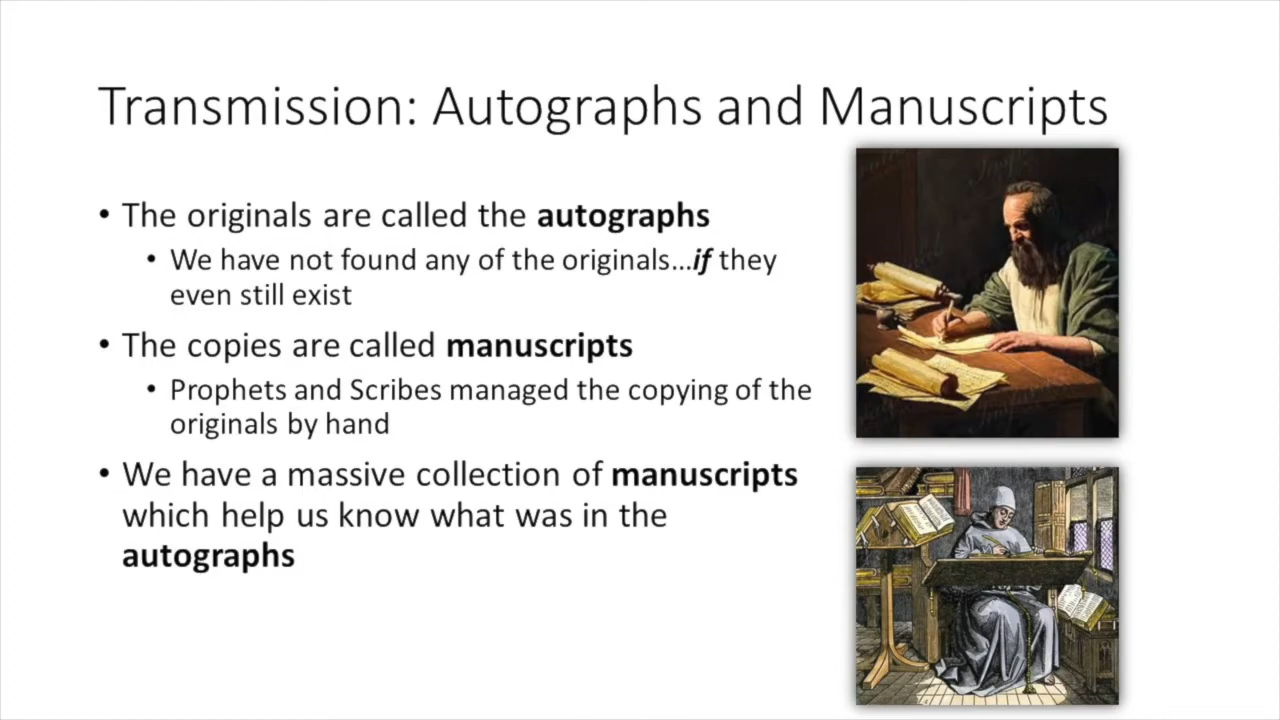 Transmission: Autographs and Manuscripts
• The originals are called the autographs
• We have not found any of the originals...if they
even still exist
• The copies are called manuscripts
• Prophets and Scribes managed the copying of the
originals by hand
• We have a massive collection of manuscripts
which help us know what was in the
autographs